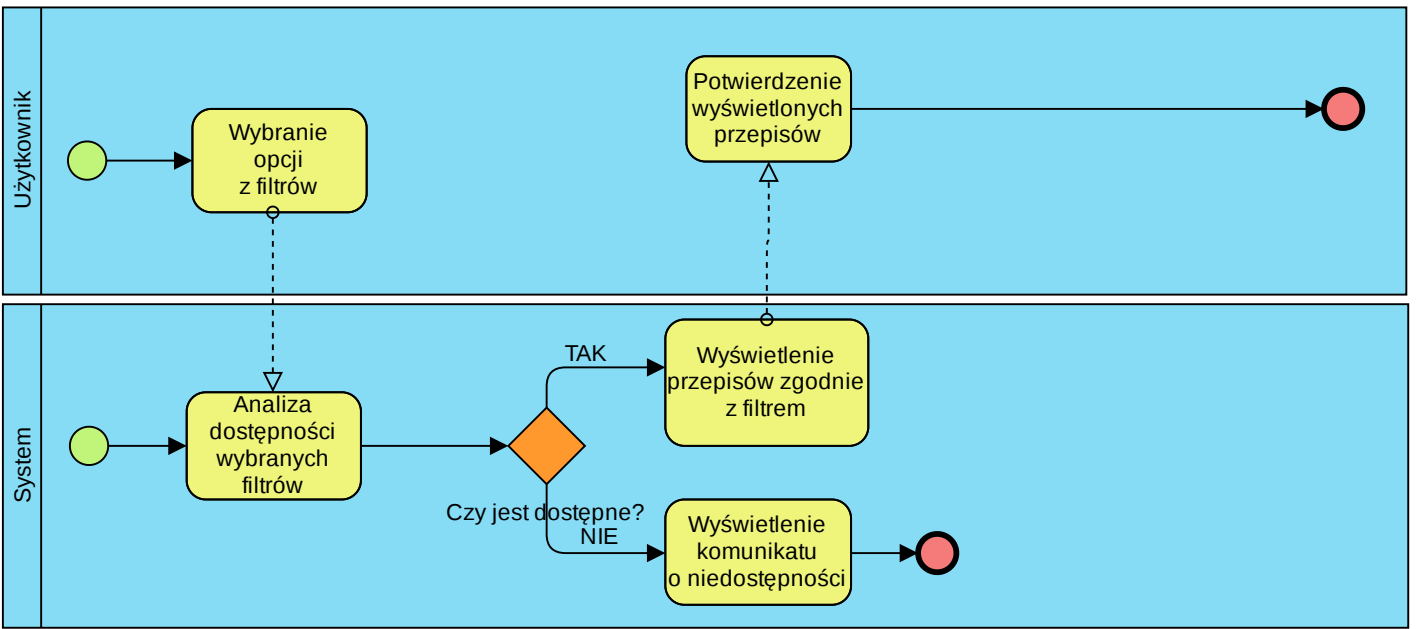 Użytkownik
Wybranie
opcji
z filtrów
Potwierdzenie
wyświetlonych
przepisów
System
Analiza
dostępności
wybranych
filtrów
Czy jest dostępne?
TAK
NIE
Wyświetlenie
przepisów zgodnie
z filtrem
Wyświetlenie
komunikatu
o niedostępności